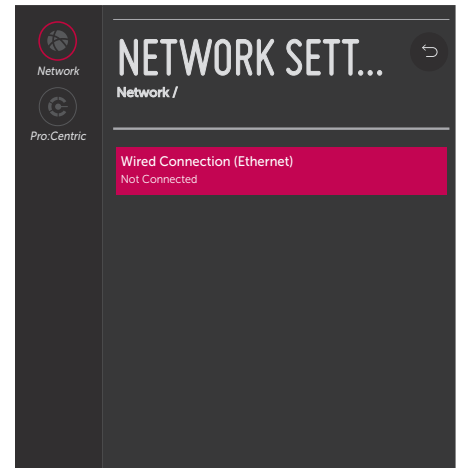 Network
Pro:Centric
NETWORK SETT...
Network /
Wired Connection (Ethernet)
Not Connected